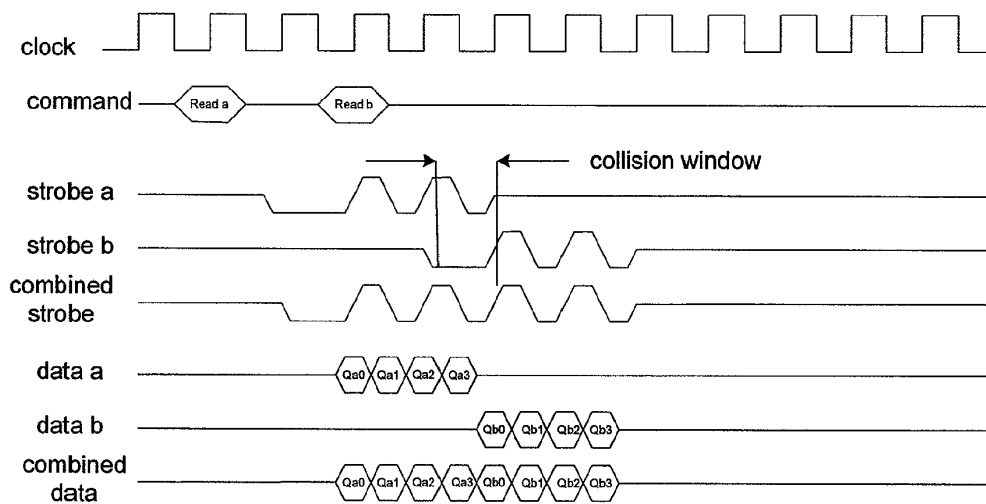 clock
command
Read a
Read b
collision window
strobe a
strobe b
combined
strobe
data a
Qa0 Qa1 Qa2 Qa3
data b
Qb0 Qb1 Qb2 Qb3
combined
data
Qa0 Qa1 Qa2 Qa3 Qb0 Qb1 Qb2 Qb3